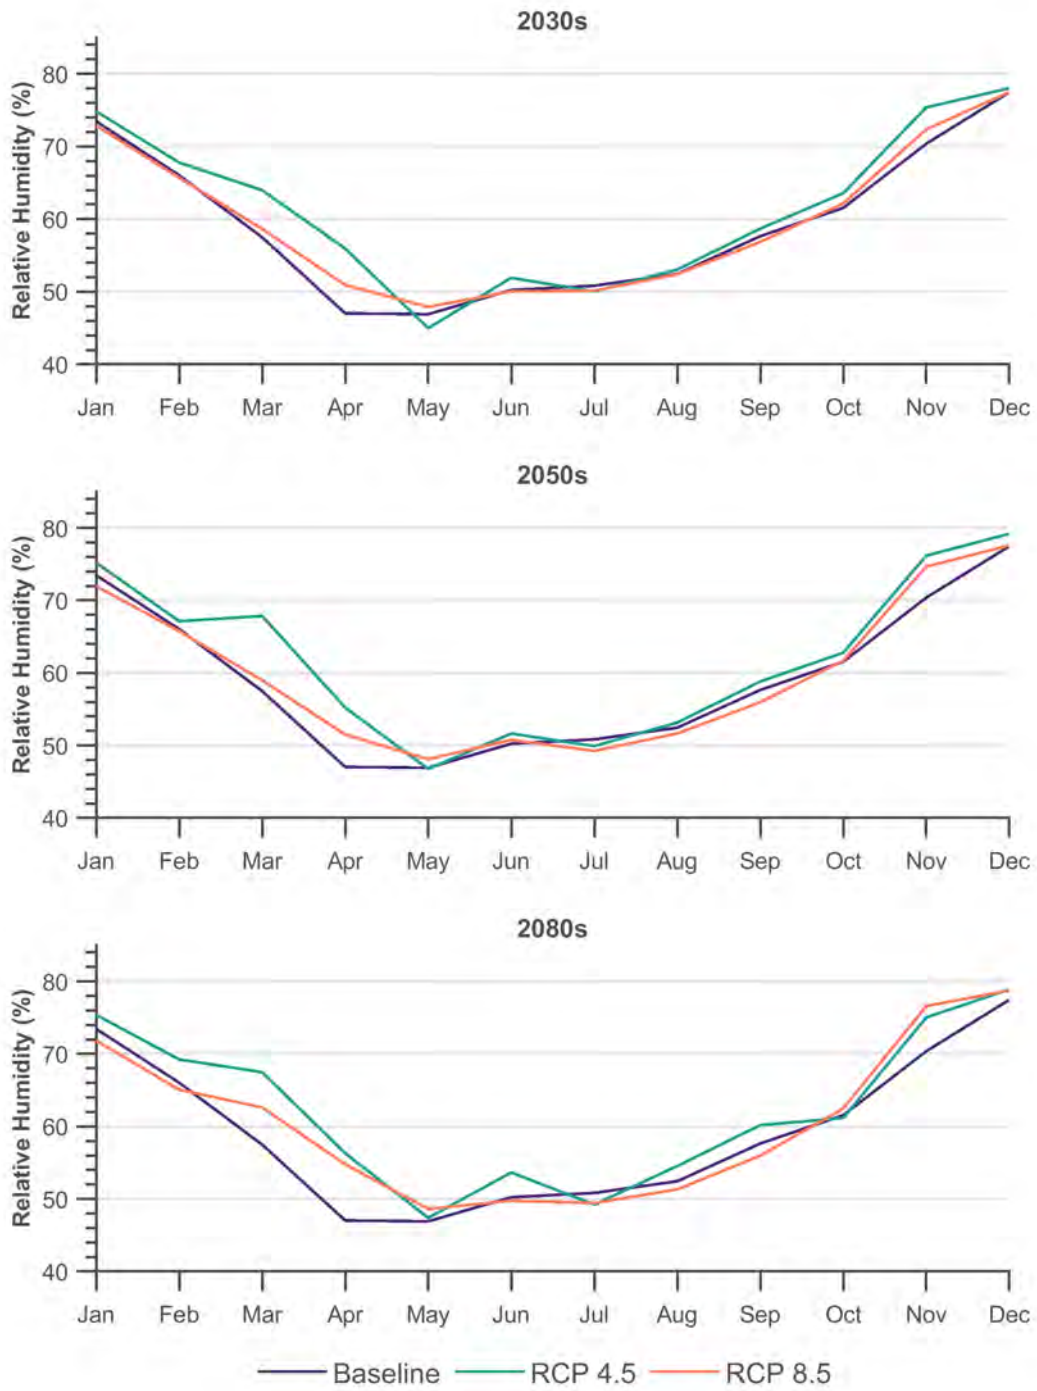 2030s
Relative Humidity (%)
80
70
60
50
40
Jan Feb Mar Apr May Jun Jul Aug Sep Oct Nov Dec
2050s
Relative Humidity (%)
80
70
60
50
40
Jan Feb Mar Apr May Jun Jul Aug Sep Oct Nov Dec
2080s
Relative Humidity (%)
80
70
60
50
40
Jan Feb Mar Apr May Jun Jul Aug Sep Oct Nov Dec
Baseline RCP 4.5 RCP 8.5